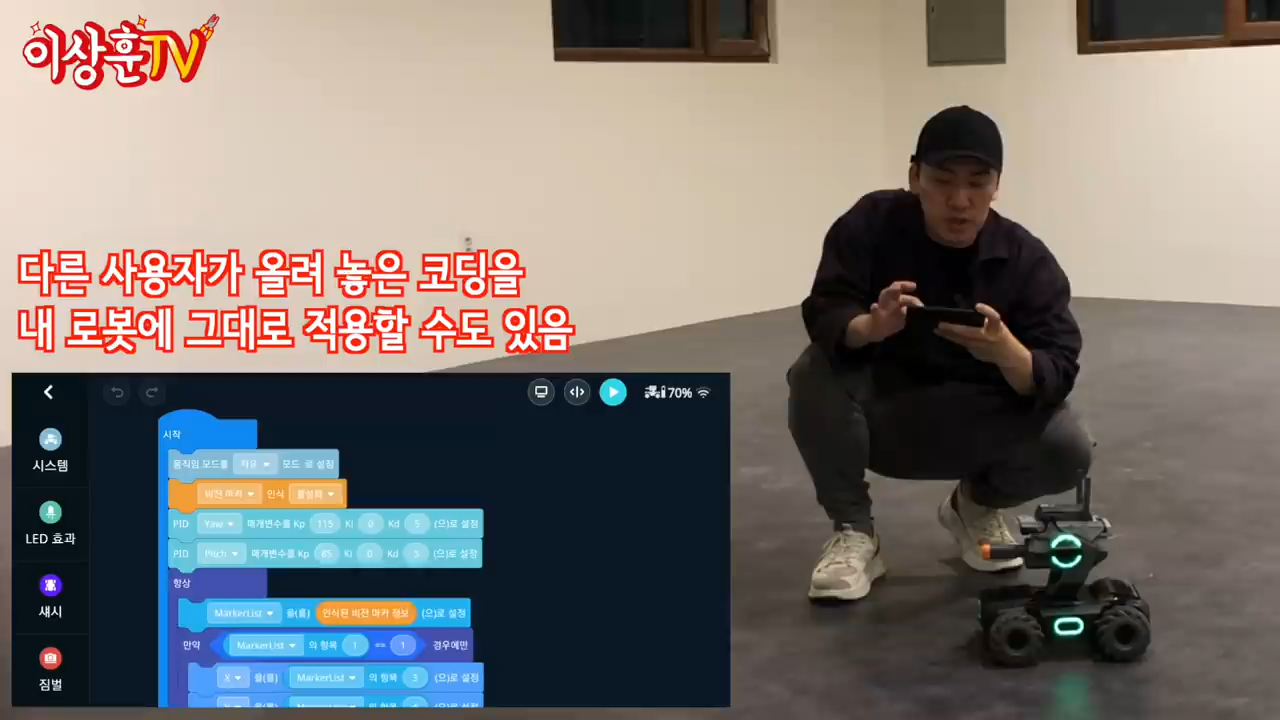 이상훈TV
다른 사용자가 올려 놓은 코딩을
내 로봇에 그대로 적용할 수도 있음
70%
시스템
LED 효과
섀시
짐벌
시작
움직임 모드를 자유 모드 로 설정
비전 마커 인식 활성화
PID Yaw 매개변수를 Kp 115 Ki 0 Kd 5 (으)로 설정
PID Pitch 매개변수를 Kp 85 Ki 0 Kd 3 (으)로 설정
항상
MarkerList 을(를) 인식된 비전 마커 정보 (으)로 설정
만약 MarkerList 의 항목 1 == 1 경우에만
X 을(를) MarkerList 의 항목 3 (으)로 설정